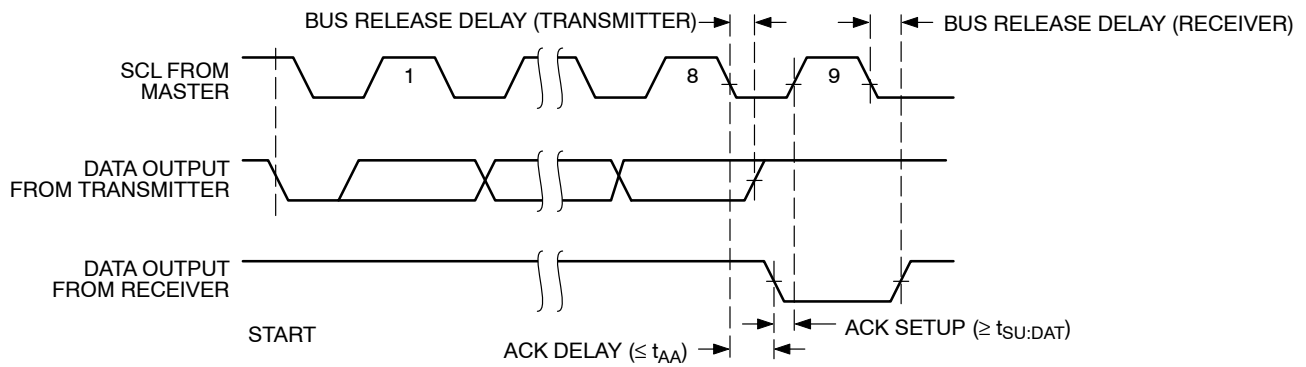 BUS RELEASE DELAY (TRANSMITTER)
BUS RELEASE DELAY (RECEIVER)
SCL FROM
MASTER
1
8
9
DATA OUTPUT
FROM TRANSMITTER
DATA OUTPUT
FROM RECEIVER
START
ACK SETUP (≥ tSU:DAT)
ACK DELAY (≤ tAA)